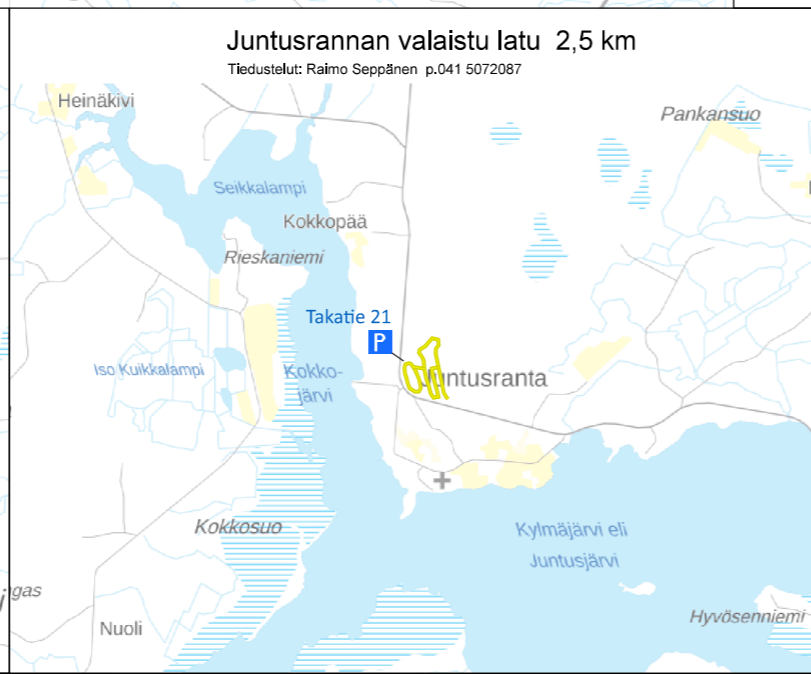 Juntusrannan valaistu latu 2,5 km
Tiedustelut: Raimo Seppänen p.041 5072087
Heinäkivi
Pankansuo
Seikkalampi
Kokkopää
Rieskaniemi
Takatie 21
P
Iso Kuikkalampi
Kokko-
järvi
Juntusranta
Kokkosuo
Kylmäjärvi eli
Juntusjärvi
gas
Nuoli
Hyvösenniemi